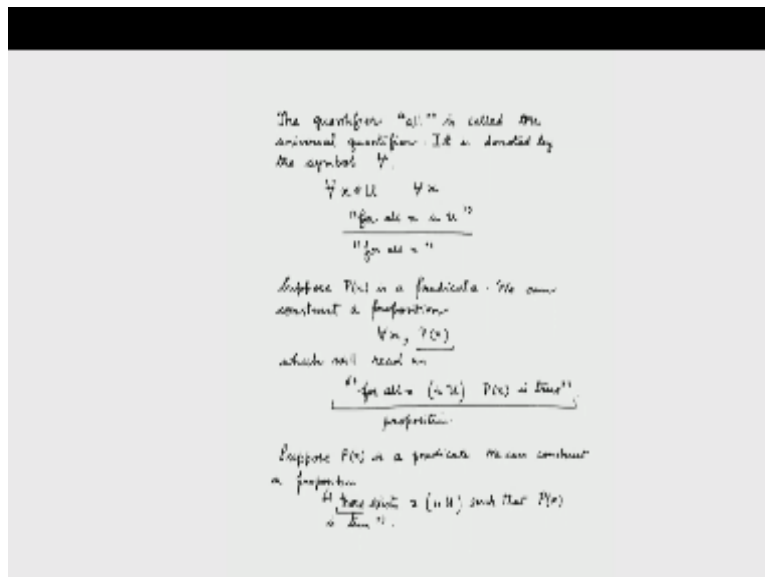 The quantifier "all" is called the
universal quantifier. It is denoted by
the symbol ∀.
∀ x ∈ U ∀ x
"for all x in U"
"for all x"
Suppose P(x) is a predicate. We can
construct a proposition
∀x, P(x)
which will read as
"for all x (in U) P(x) is true"
proposition
Suppose P(x) is a predicate We can construct
a proposition
"there exists x (in U) such that P(x)
is true".